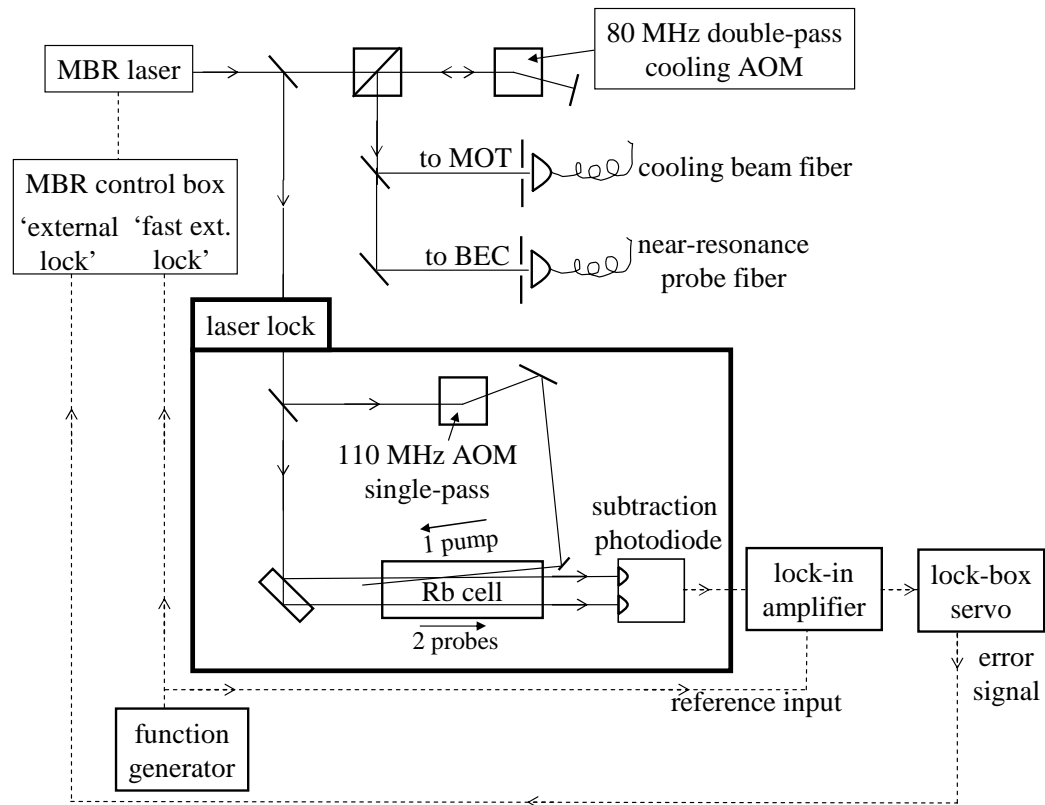 MBR laser
80 MHz double-pass
cooling AOM
to MOT
cooling beam fiber
MBR control box
‘external
lock’
‘fast ext.
lock’
to BEC
near-resonance
probe fiber
laser lock
110 MHz AOM
single-pass
subtraction
photodiode
1 pump
Rb cell
2 probes
lock-in
amplifier
lock-box
servo
error
signal
reference input
function
generator